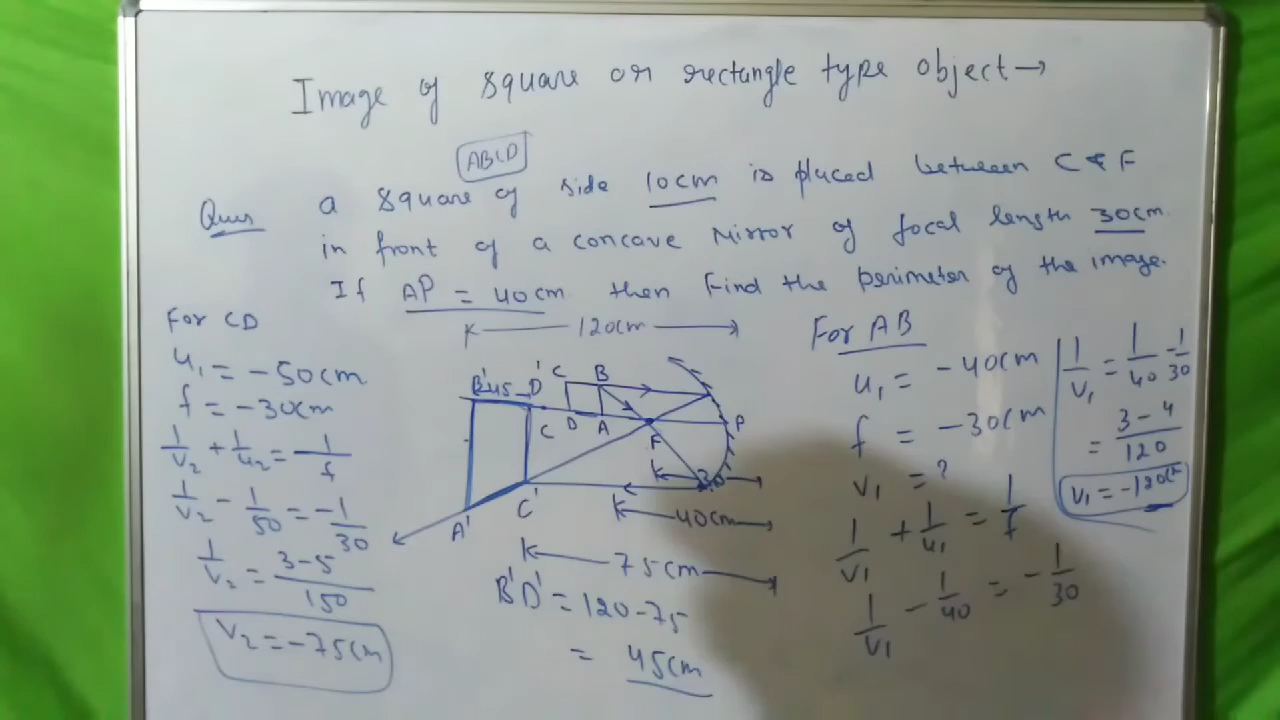 Image of square or rectangle type object →
ABCD
Ques a square of side 10cm is placed between C & F
in front of a concave mirror of focal length 30cm.
If AP = 40cm then find the perimeter of the image.
For CD
u₁ = -50cm
f = -30cm
1/v₂ + 1/u₂ = 1/f
1/v₂ - 1/50 = -1/30
1/v₂ = 3-5/150
v₂ = -75cm
120cm
B' 45 D' C B
C D A F P
30
C'
A'
40cm
75cm
B'D' = 120-75
= 45cm
For AB
u₁ = -40cm
f = -30cm
v₁ = ?
1/v₁ + 1/u₁ = 1/f
1/v₁ - 1/40 = -1/30
1/v₁ = 1/40 - 1/30
= 3-4/120
v₁ = -120